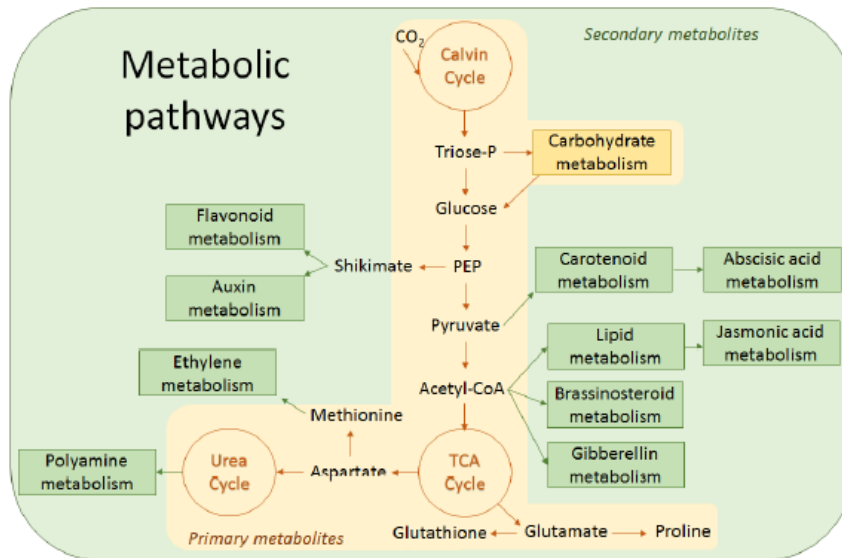 Metabolic
pathways
Secondary metabolites
CO2
Calvin
Cycle
Triose-P
Carbohydrate
metabolism
Glucose
Flavonoid
metabolism
Shikimate
PEP
Auxin
metabolism
Carotenoid
metabolism
Abscisic acid
metabolism
Pyruvate
Lipid
metabolism
Jasmonic acid
metabolism
Ethylene
metabolism
Acetyl-CoA
Brassinosteroid
metabolism
Methionine
Gibberellin
metabolism
Polyamine
metabolism
Urea
Cycle
Aspartate
TCA
Cycle
Primary metabolites
Glutathione
Glutamate
Proline